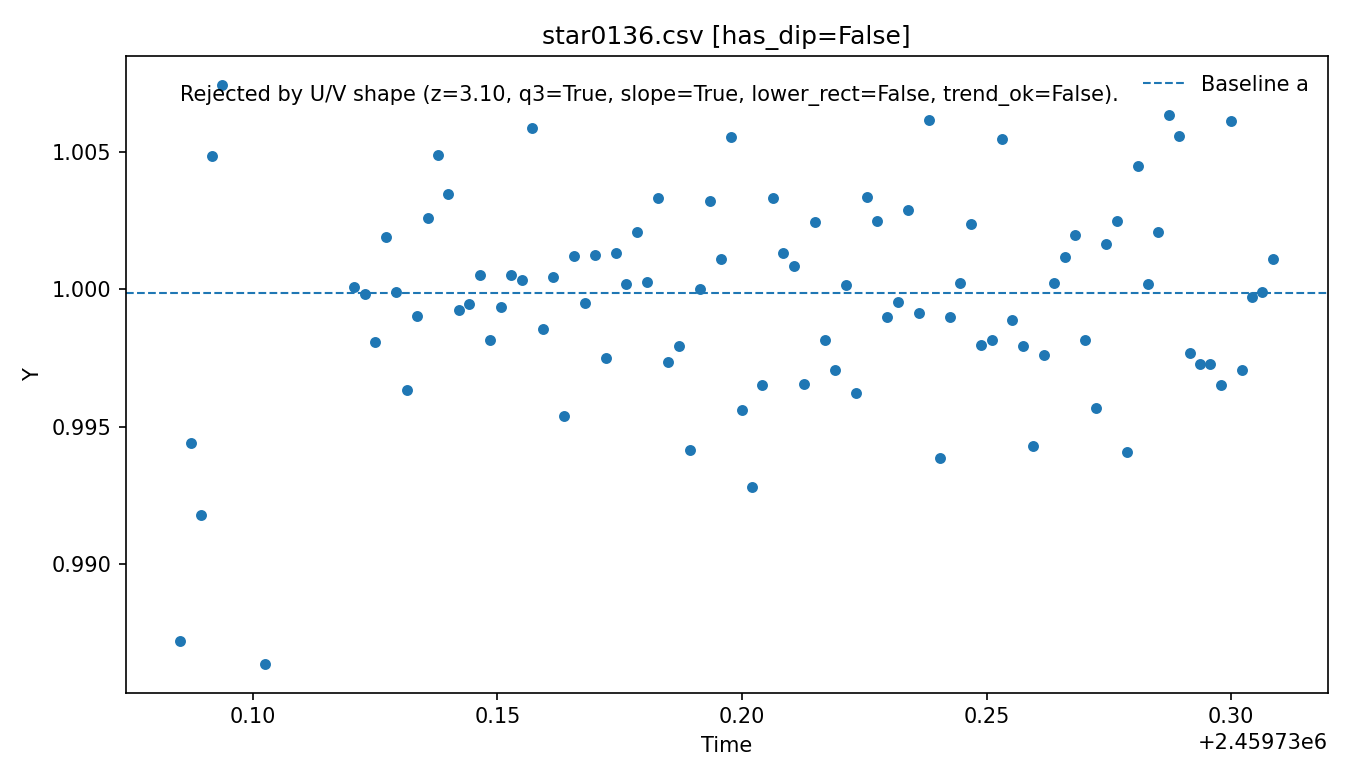 star0136.csv [has_dip=False]
Rejected by U/V shape (z=3.10, q3=True, slope=True, lower_rect=False, trend_ok=False).
Baseline a
1.005
1.000
0.995
0.990
Y
0.10 0.15 0.20 0.25 0.30
Time
+2.45973e6